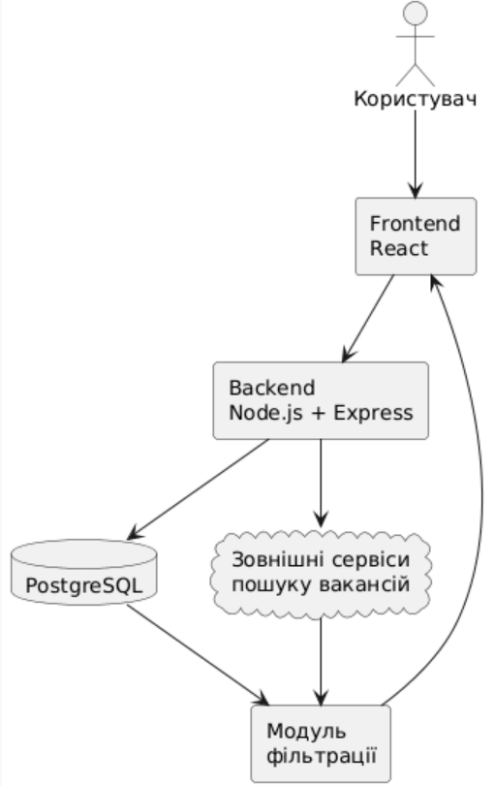 Користувач
Frontend
React
Backend
Node.js + Express
PostgreSQL
Зовнішні сервіси
пошуку вакансій
Модуль
фільтрації